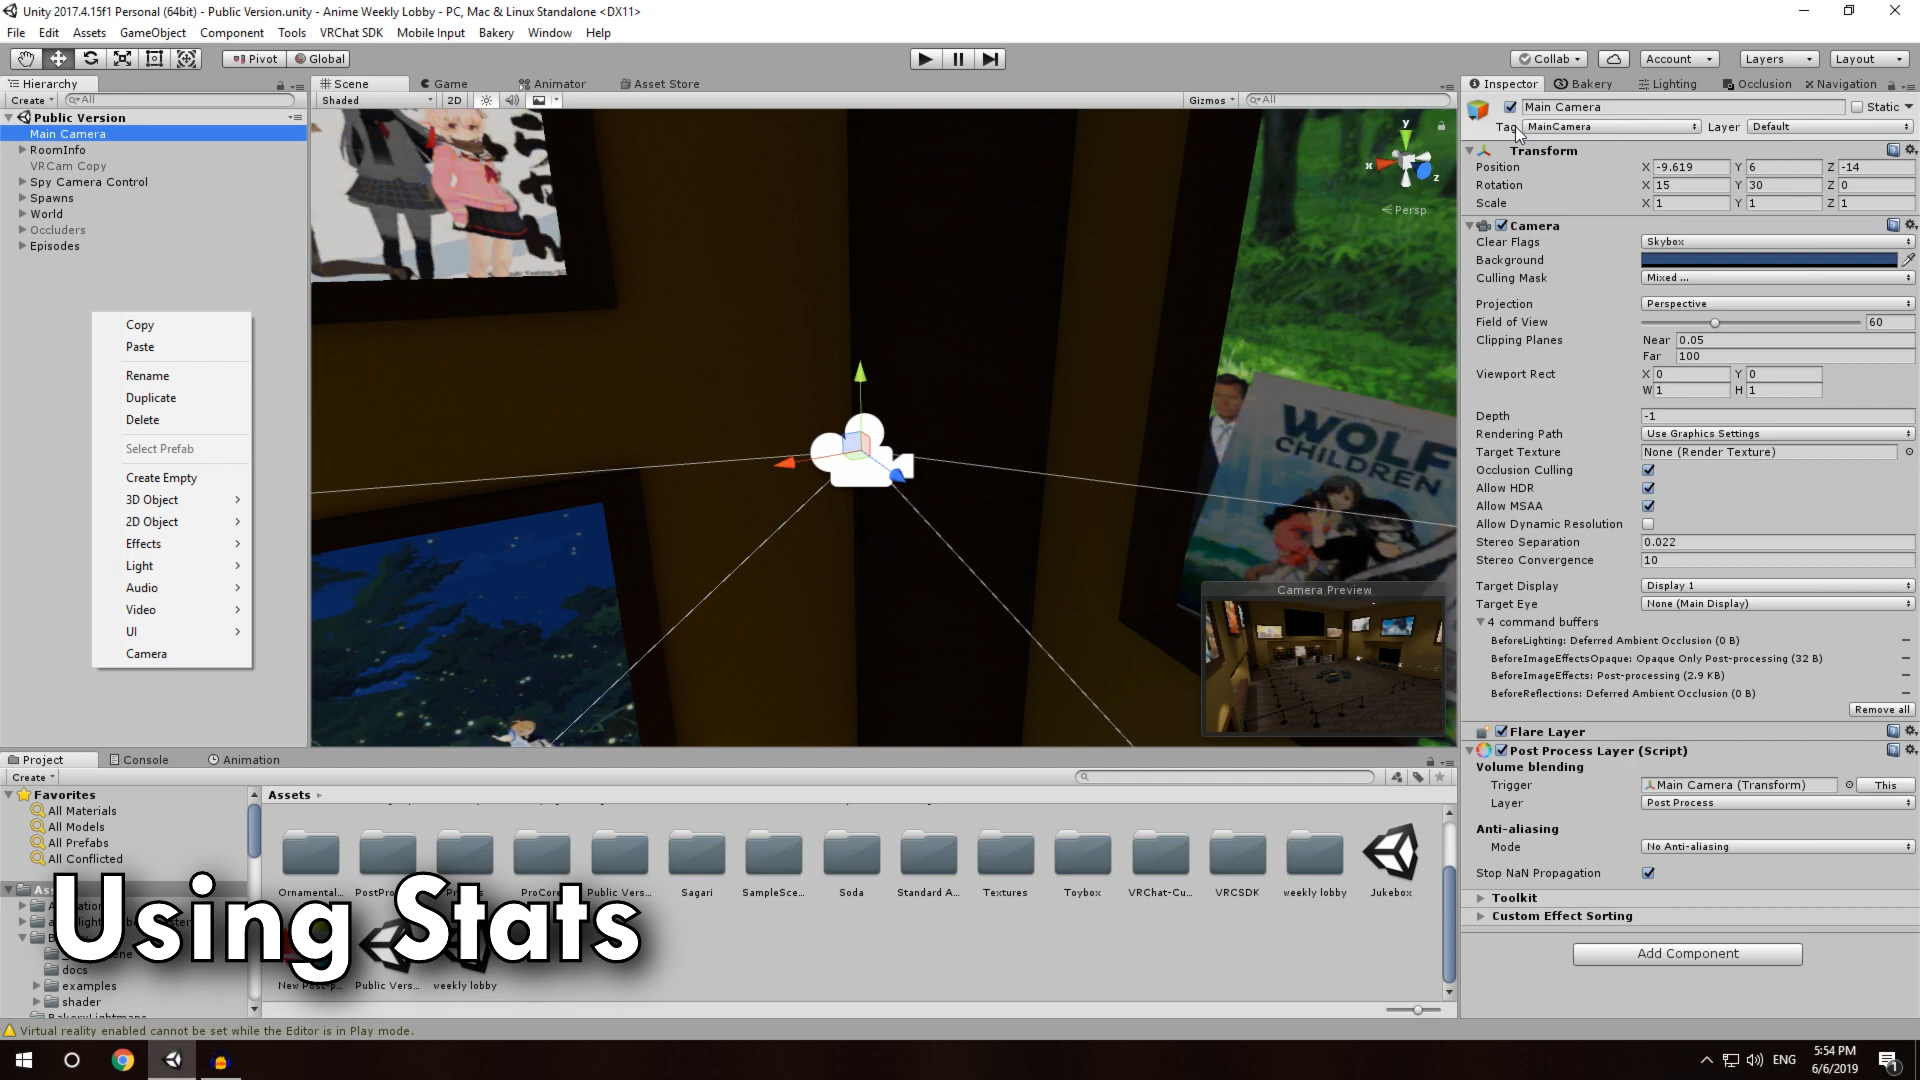 Unity 2017.4.15f1 Personal (64bit) - Public Version.unity - Anime Weekly Lobby - PC, Mac & Linux Standalone <DX11>
File Edit Assets GameObject Component Tools VRChat SDK Mobile Input Bakery Window Help
Pivot Global Collab Account Layers Layout
Hierarchy
Create All
Public Version
Main Camera
RoomInfo
VRCam Copy
Spy Camera Control
Spawns
World
Occluders
Episodes
Copy
Paste
Rename
Duplicate
Delete
Select Prefab
Create Empty
3D Object
2D Object
Effects
Light
Audio
Video
UI
Camera
Scene Game Animator Asset Store
Shaded 2D Gizmos All
y
x
z
Persp
WOLF
CHILDREN
Camera Preview
Inspector Bakery Lighting Occlusion Navigation
Main Camera Static
Tag MainCamera Layer Default
Transform
Position X -9.619 Y 6 Z -14
Rotation X 15 Y 30 Z 0
Scale X 1 Y 1 Z 1
Camera
Clear Flags Skybox
Background
Culling Mask Mixed ...
Projection Perspective
Field of View 60
Clipping Planes Near 0.05
Far 100
Viewport Rect X 0 Y 0
W 1 H 1
Depth -1
Rendering Path Use Graphics Settings
Target Texture None (Render Texture)
Occlusion Culling
Allow HDR
Allow MSAA
Allow Dynamic Resolution
Stereo Separation 0.022
Stereo Convergence 10
Target Display Display 1
Target Eye None (Main Display)
4 command buffers
BeforeLighting: Deferred Ambient Occlusion (0 B)
BeforeImageEffectsOpaque: Opaque Only Post-processing (32 B)
BeforeImageEffects: Post-processing (2.9 KB)
BeforeReflections: Deferred Ambient Occlusion (0 B)
Remove all
Flare Layer
Post Process Layer (Script)
Volume blending
Trigger Main Camera (Transform) This
Layer Post Process
Anti-aliasing
Mode No Anti-aliasing
Stop NaN Propagation
Toolkit
Custom Effect Sorting
Add Component
Project Console Animation
Create
Favorites
All Materials
All Models
All Prefabs
All Conflicted
docs
examples
shader
Assets
Ornamental... ProCore Public Vers... Sagari SampleSce... Soda Standard A... Textures Toybox VRChat-Cu... VRCSDK weekly lobby Jukebox
New Post-p... Public Vers... weekly lobby
Using Stats
Virtual reality enabled cannot be set while the Editor is in Play mode.
ENG
5:54 PM
6/6/2019
1